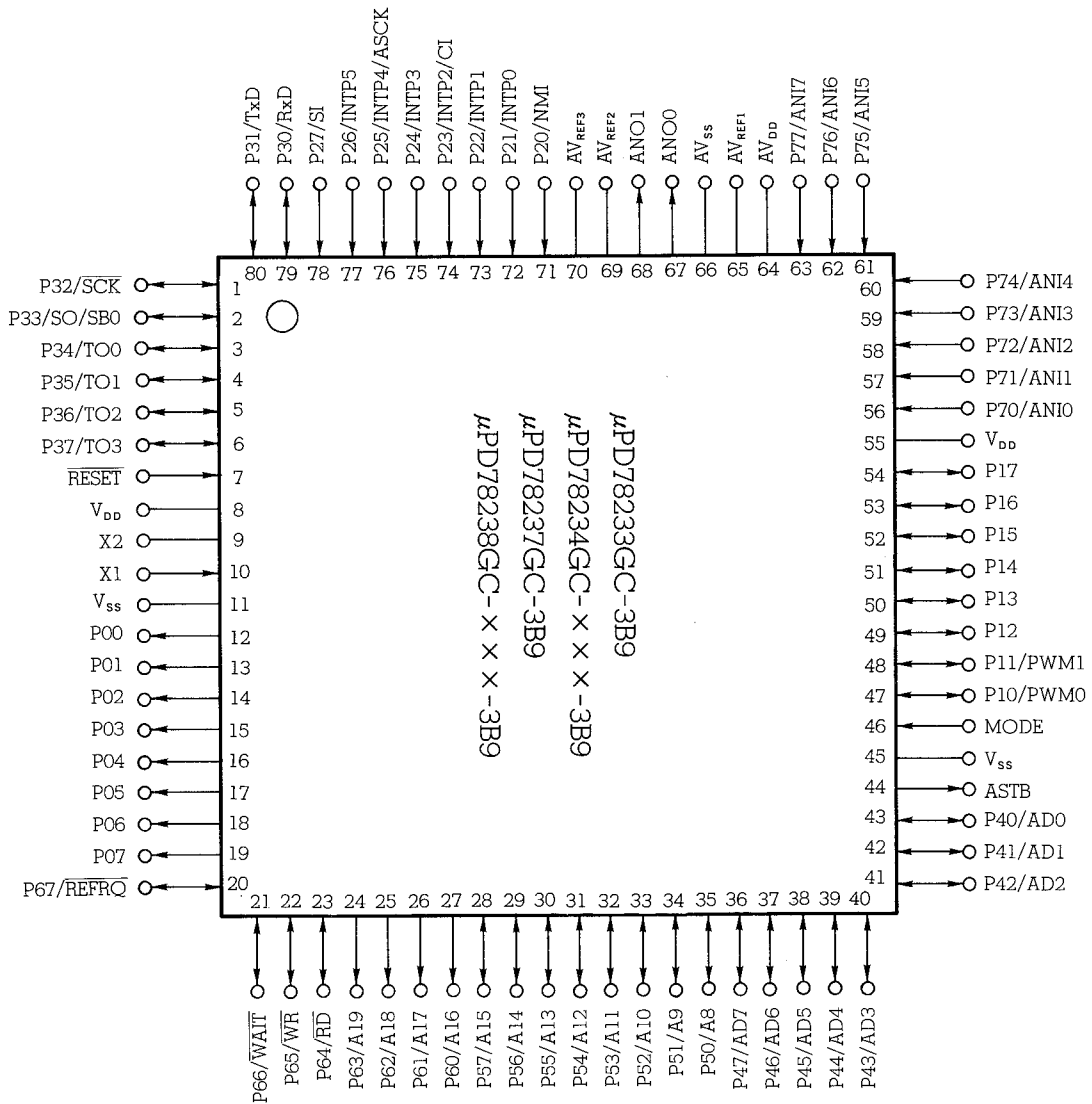 P31/TxD
P30/RxD
P27/SI
P26/INTP5
P25/INTP4/ASCK
P24/INTP3
P23/INTP2/CI
P22/INTP1
P21/INTP0
P20/NMI
AVREF3
AVREF2
ANO1
ANO0
AVSS
AVREF1
AVDD
P77/ANI7
P76/ANI6
P75/ANI5
80 79 78 77 76 75 74 73 72 71 70 69 68 67 66 65 64 63 62 61
P32/SCK 1
P33/SO/SB0 2
P34/TO0 3
P35/TO1 4
P36/TO2 5
P37/TO3 6
RESET 7
VDD 8
X2 9
X1 10
VSS 11
P00 12
P01 13
P02 14
P03 15
P04 16
P05 17
P06 18
P07 19
P67/REFRQ 20
µPD78233GC-3B9
µPD78234GC-×××-3B9
µPD78237GC-3B9
µPD78238GC-×××-3B9
60 P74/ANI4
59 P73/ANI3
58 P72/ANI2
57 P71/ANI1
56 P70/ANI0
55 VDD
54 P17
53 P16
52 P15
51 P14
50 P13
49 P12
48 P11/PWM1
47 P10/PWM0
46 MODE
45 VSS
44 ASTB
43 P40/AD0
42 P41/AD1
41 P42/AD2
21 22 23 24 25 26 27 28 29 30 31 32 33 34 35 36 37 38 39 40
P66/WAIT
P65/WR
P64/RD
P63/A19
P62/A18
P61/A17
P60/A16
P57/A15
P56/A14
P55/A13
P54/A12
P53/A11
P52/A10
P51/A9
P50/A8
P47/AD7
P46/AD6
P45/AD5
P44/AD4
P43/AD3